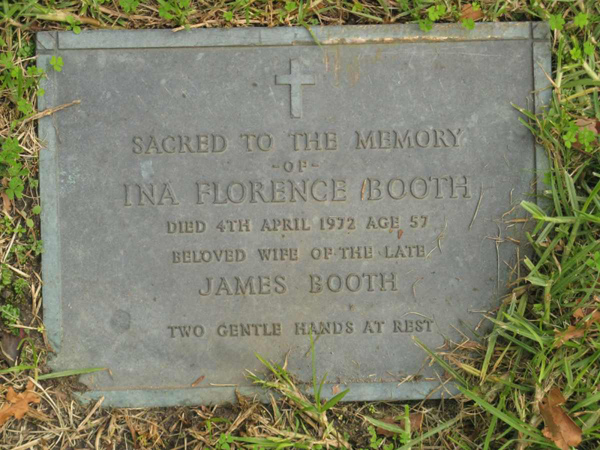 SACRED TO THE MEMORY
-OF-
INA FLORENCE BOOTH
DIED 4TH APRIL 1972 AGE 57
BELOVED WIFE OF THE LATE
JAMES BOOTH
TWO GENTLE HANDS AT REST